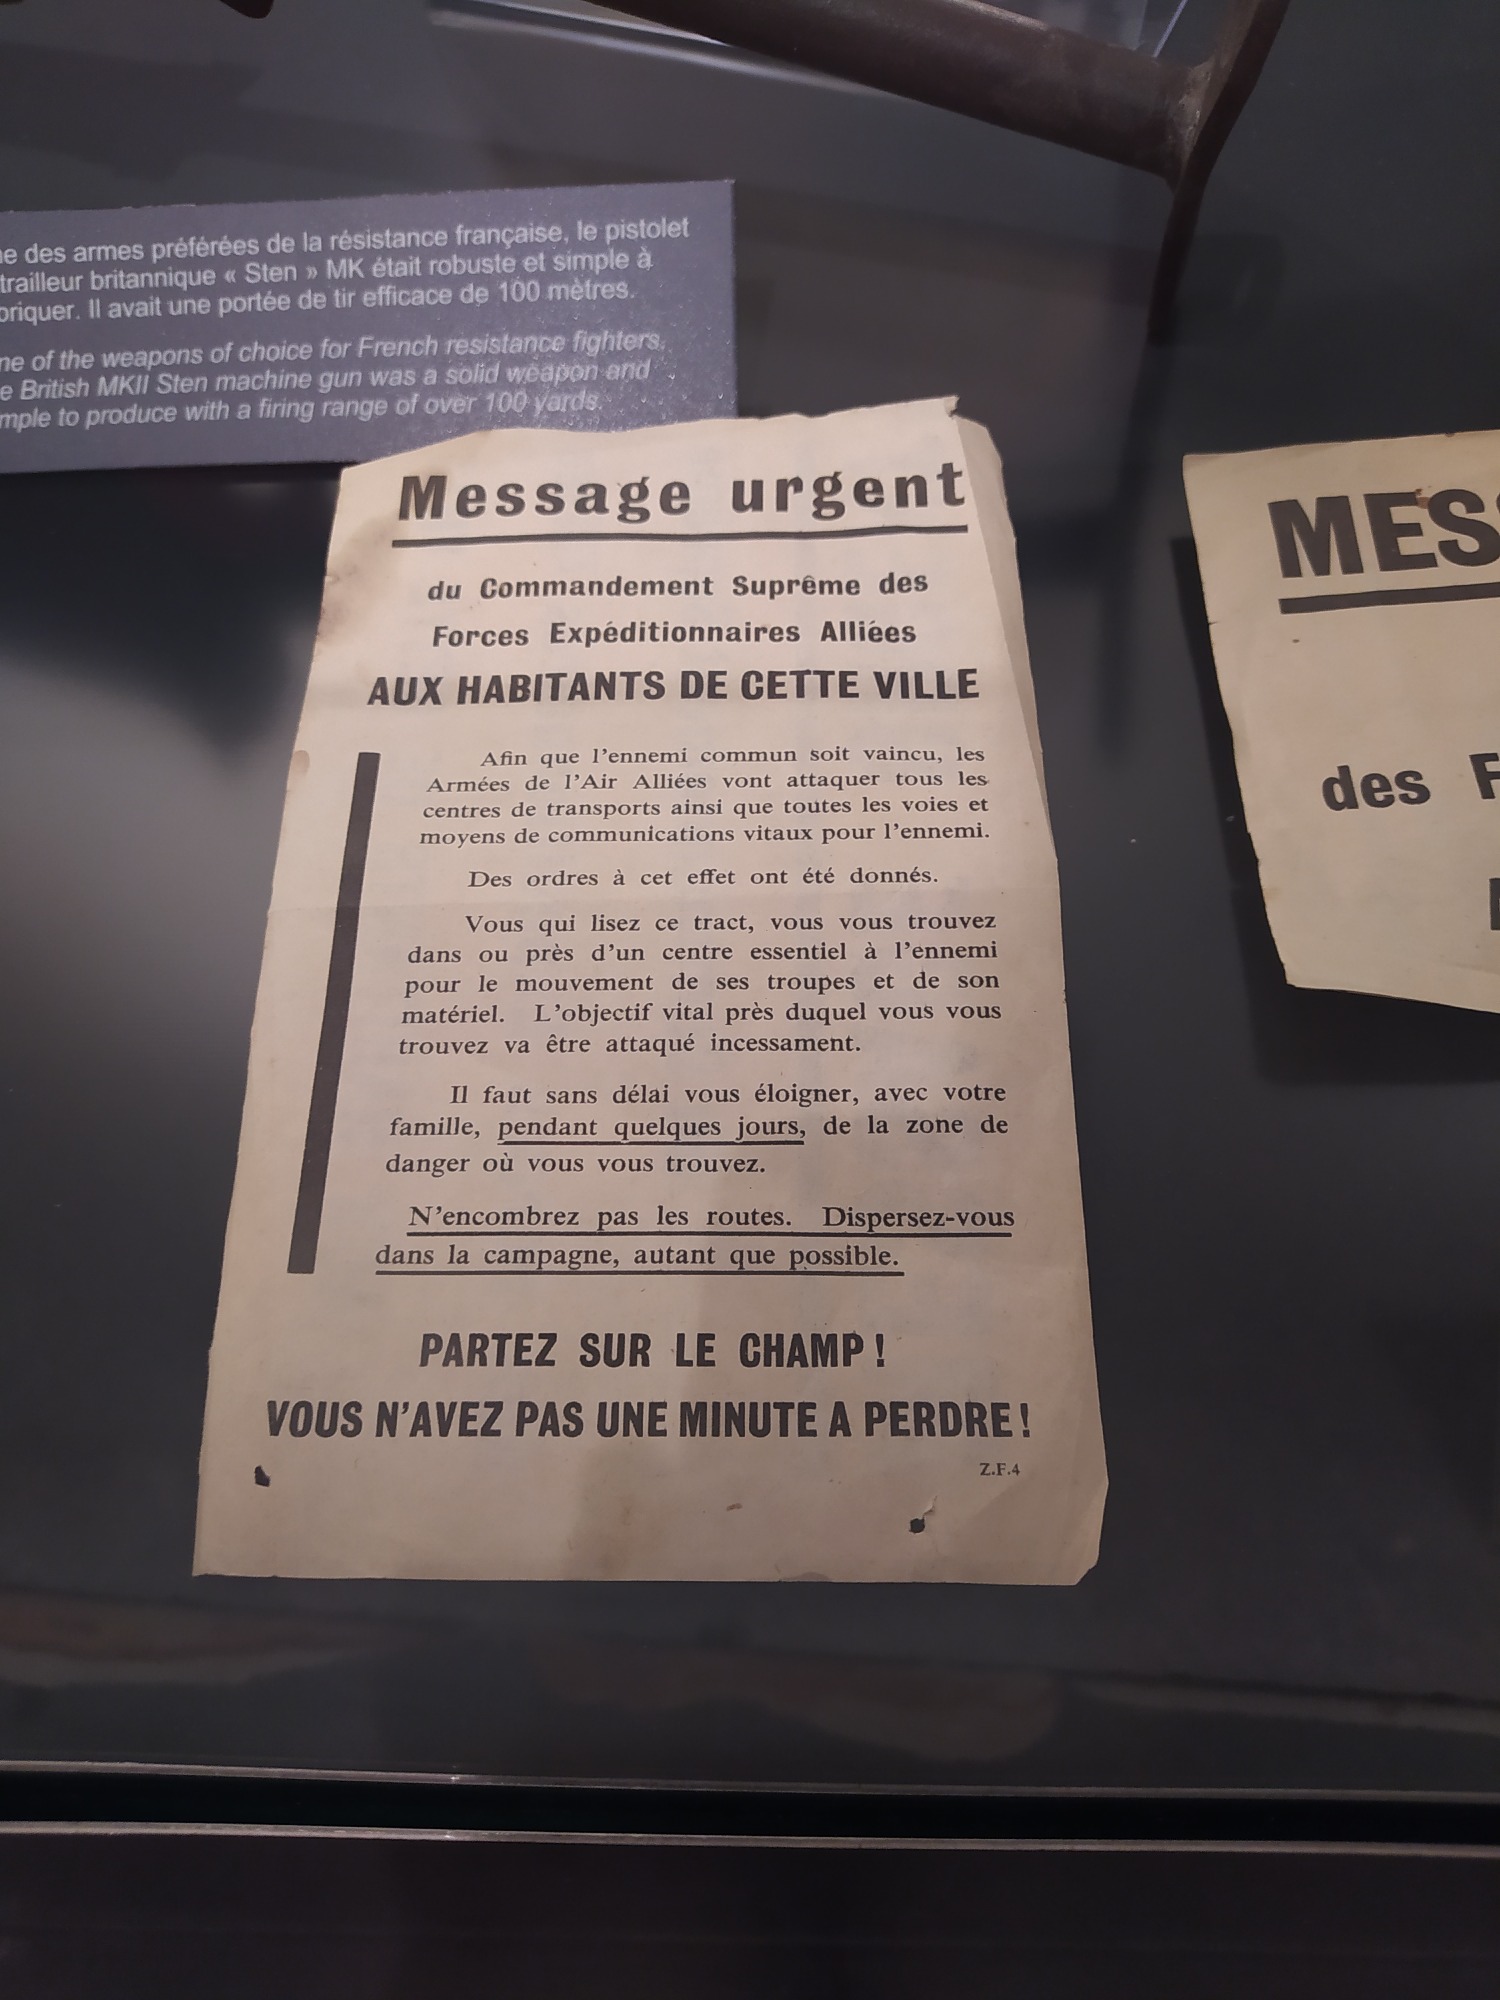 des armes préférées de la résistance française, le pistolet
trailleur britannique « Sten » MK était robuste et simple à
briquer. Il avait une portée de tir efficace de 100 mètres.
ne of the weapons of choice for French resistance fighters,
e British MKII Sten machine gun was a solid weapon and
mple to produce with a firing range of over 100 yards.
Message urgent
du Commandement Suprême des
Forces Expéditionnaires Alliées
AUX HABITANTS DE CETTE VILLE
Afin que l'ennemi commun soit vaincu, les
Armées de l'Air Alliées vont attaquer tous les
centres de transports ainsi que toutes les voies et
moyens de communications vitaux pour l'ennemi.
Des ordres à cet effet ont été donnés.
Vous qui lisez ce tract, vous vous trouvez
dans ou près d'un centre essentiel à l'ennemi
pour le mouvement de ses troupes et de son
matériel. L'objectif vital près duquel vous vous
trouvez va être attaqué incessament.
Il faut sans délai vous éloigner, avec votre
famille, pendant quelques jours, de la zone de
danger où vous vous trouvez.
N'encombrez pas les routes. Dispersez-vous
dans la campagne, autant que possible.
PARTEZ SUR LE CHAMP !
VOUS N'AVEZ PAS UNE MINUTE A PERDRE !
Z.F.4
MES
des F